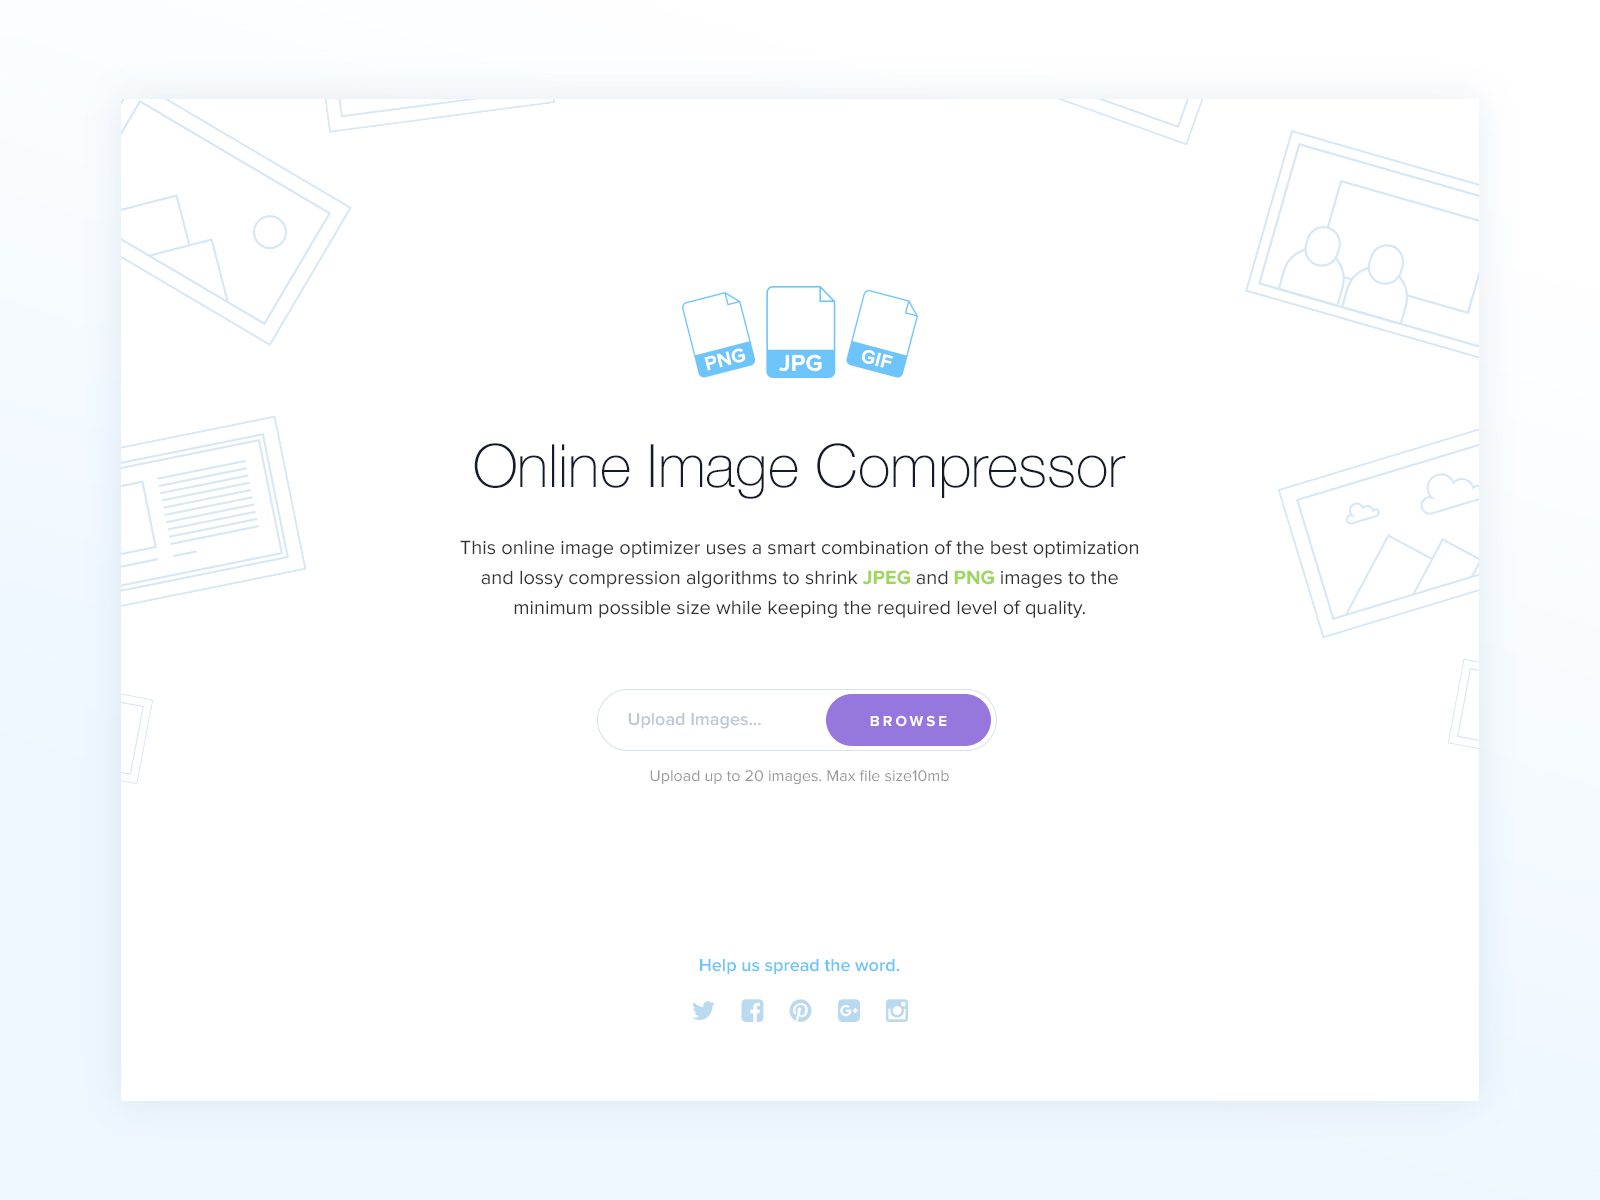 PNG JPG GIF
Online Image Compressor
This online image optimizer uses a smart combination of the best optimization
and lossy compression algorithms to shrink JPEG and PNG images to the
minimum possible size while keeping the required level of quality.
Upload Images... BROWSE
Upload up to 20 images. Max file size10mb
Help us spread the word.